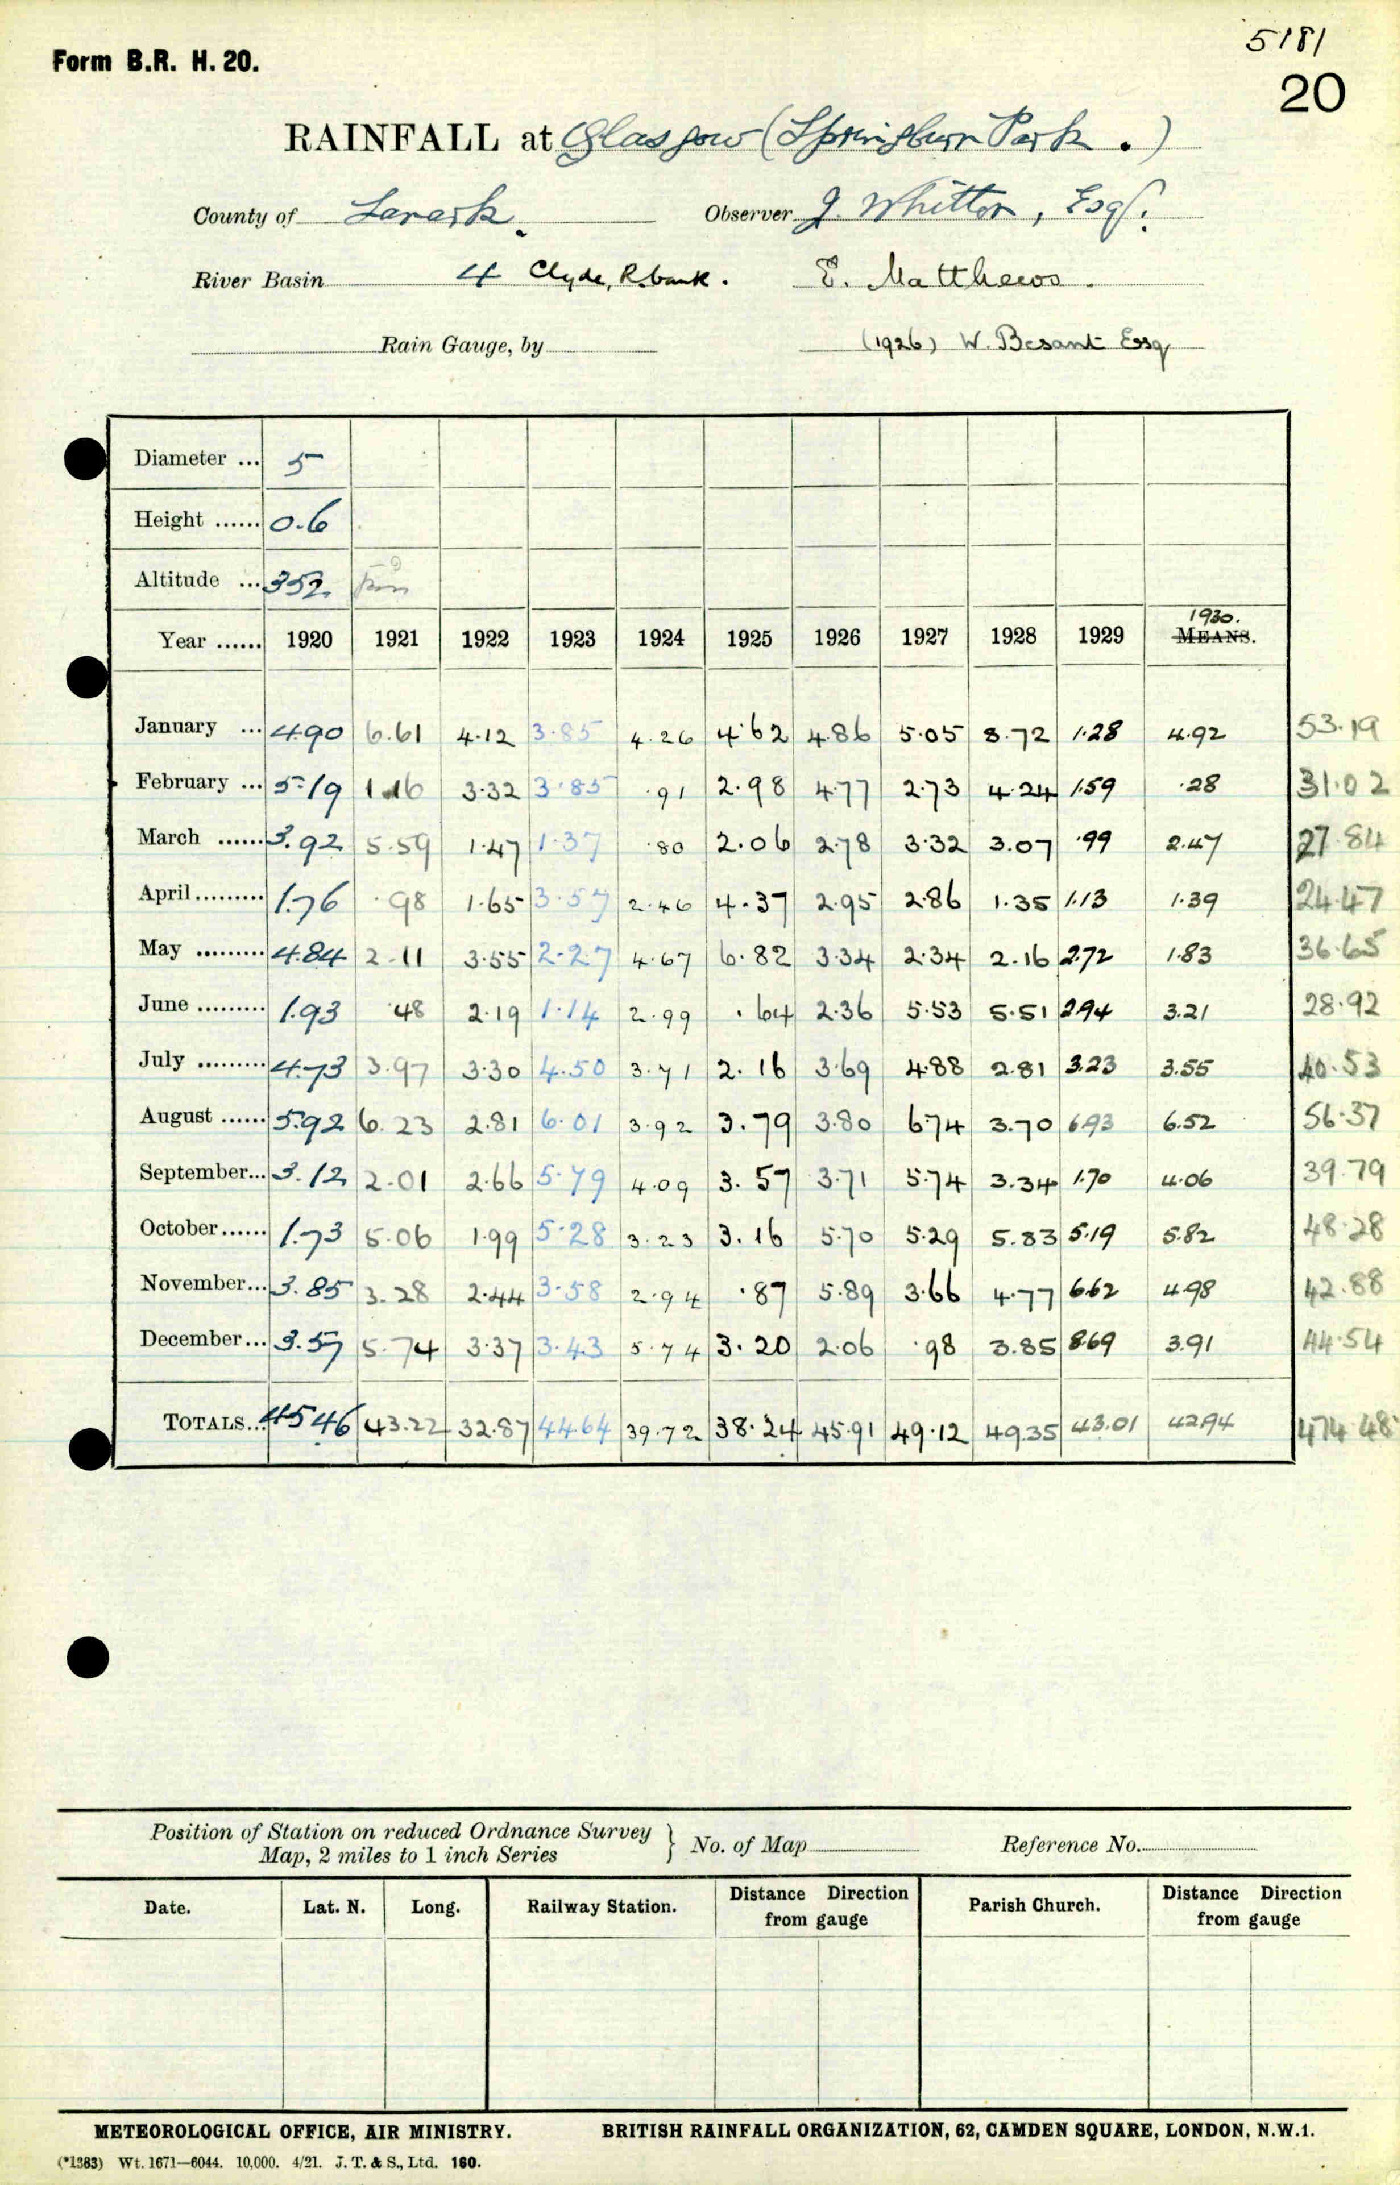 5181
Form B.R. H. 20.
20
RAINFALL at Glasgow (Springburn Park.)
County of Lanark. Observer J. Whitton, Esq.
River Basin 4 Clyde, R. bank. E. Matthews.
Rain Gauge, by (1926) W. Besant Esq
Diameter ... 5
Height ...... 0.6
Altitude ... 352
Year ...... 1920 1921 1922 1923 1924 1925 1926 1927 1928 1929 1930. MEANS.
January ... 4.90 6.61 4.12 3.85 4.26 4.62 4.86 5.05 8.72 1.28 4.92 53.19
February ... 5.19 1.16 3.32 3.85 .91 2.98 4.77 2.73 4.24 1.59 .28 31.02
March ...... 3.92 5.59 1.47 1.37 .80 2.06 2.78 3.32 3.07 .99 2.47 27.84
April ......... 1.76 .98 1.65 3.57 2.46 4.37 2.95 2.86 1.35 1.13 1.39 24.47
May ......... 4.84 2.11 3.55 2.27 4.67 6.82 3.34 2.34 2.16 2.72 1.83 36.65
June ......... 1.93 .48 2.19 1.14 2.99 .64 2.36 5.53 5.51 2.94 3.21 28.92
July ......... 4.73 3.97 3.30 4.50 3.71 2.16 3.69 4.88 2.81 3.23 3.55 40.53
August ...... 5.92 6.23 2.81 6.01 3.92 3.79 3.80 6.74 3.70 6.93 6.52 56.37
September... 3.12 2.01 2.66 5.79 4.09 3.57 3.71 5.74 3.34 1.70 4.06 39.79
October...... 1.73 5.06 1.99 5.28 3.23 3.16 5.70 5.29 5.83 5.19 5.82 48.28
November... 3.85 3.28 2.44 3.58 2.94 .87 5.89 3.66 4.77 6.62 4.98 42.88
December... 3.57 5.74 3.37 3.43 5.74 3.20 2.06 .98 3.85 8.69 3.91 44.54
TOTALS... 45.46 43.22 32.87 44.64 39.72 38.24 45.91 49.12 49.35 43.01 42.94 474.48
Position of Station on reduced Ordnance Survey
Map, 2 miles to 1 inch Series } No. of Map Reference No.
Date. Lat. N. Long. Railway Station. Distance Direction from gauge Parish Church. Distance Direction from gauge
METEOROLOGICAL OFFICE, AIR MINISTRY. BRITISH RAINFALL ORGANIZATION, 62, CAMDEN SQUARE, LONDON, N.W.1.
(*1383) Wt. 1671—6044. 10,000. 4/21. J. T. & S., Ltd. 160.